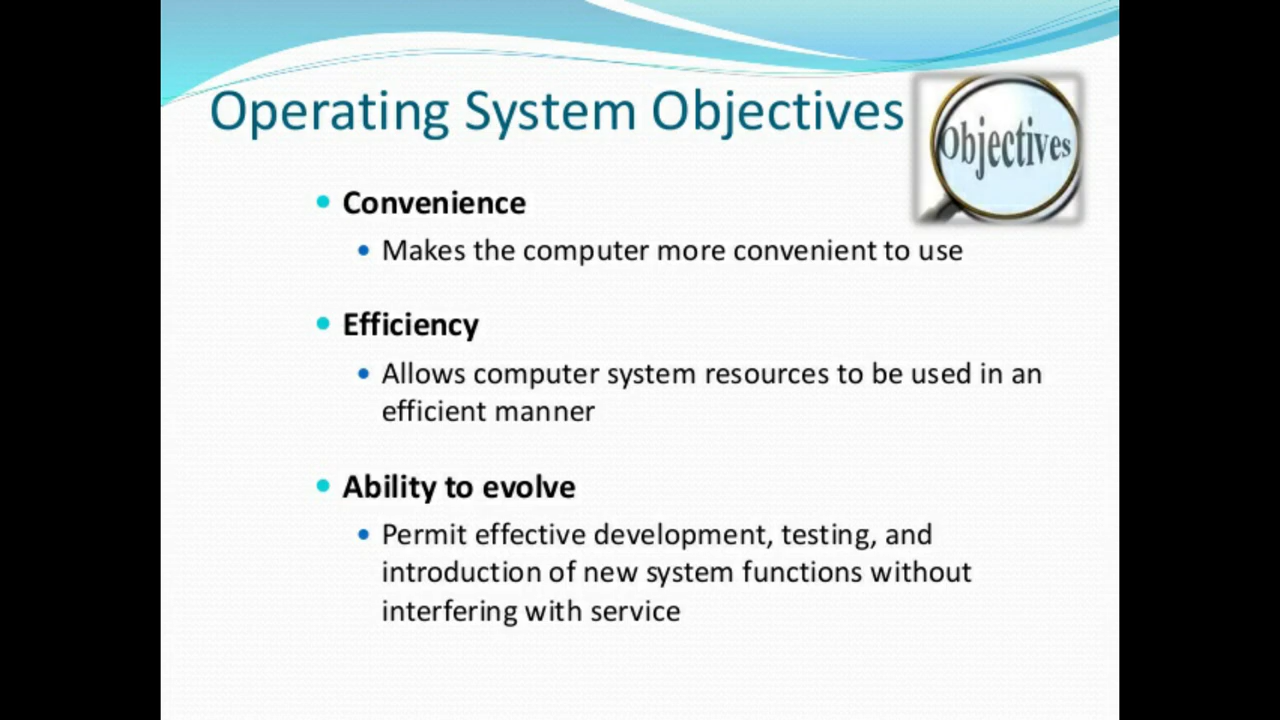 Operating System Objectives
Objectives
Convenience
Makes the computer more convenient to use
Efficiency
Allows computer system resources to be used in an
efficient manner
Ability to evolve
Permit effective development, testing, and
introduction of new system functions without
interfering with service